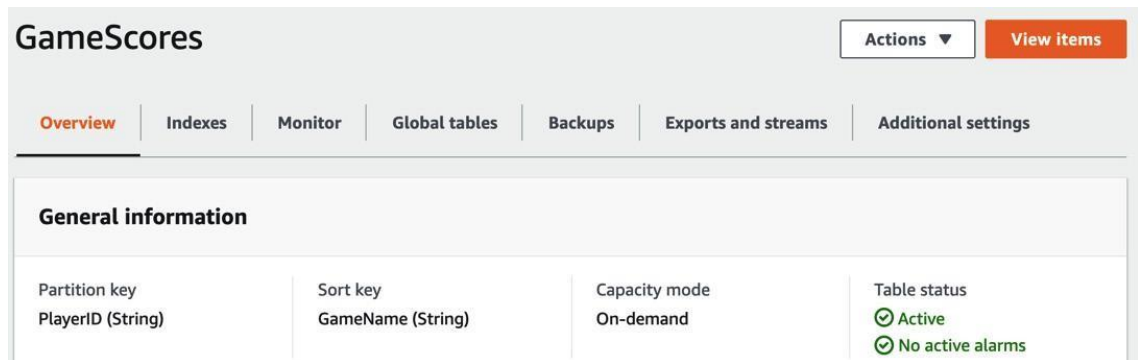 GameScores
Actions
View items
Overview
Indexes
Monitor
Global tables
Backups
Exports and streams
Additional settings
General information
Partition key
PlayerID (String)
Sort key
GameName (String)
Capacity mode
On-demand
Table status
Active
No active alarms